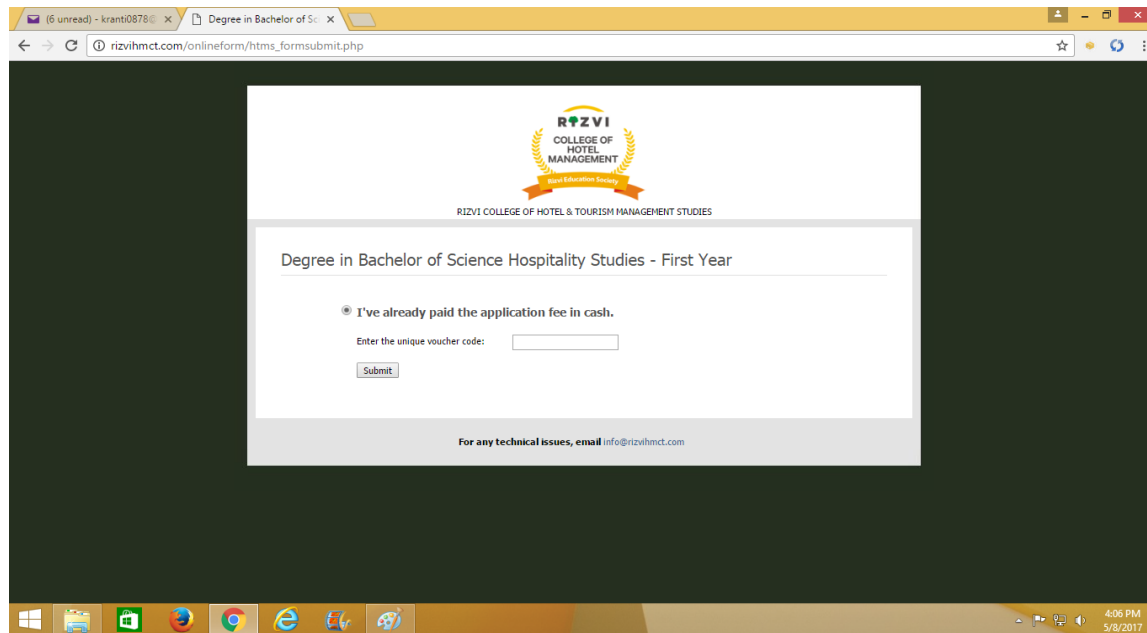 (6 unread) - kranti0878@
Degree in Bachelor of Sc
rizvihmct.com/onlineform/htms_formsubmit.php
RIZVI
COLLEGE OF
HOTEL
MANAGEMENT
Rizvi Education Society
RIZVI COLLEGE OF HOTEL & TOURISM MANAGEMENT STUDIES
Degree in Bachelor of Science Hospitality Studies - First Year
I've already paid the application fee in cash.
Enter the unique voucher code:
Submit
For any technical issues, email info@rizvihmct.com
4:06 PM
5/8/2017